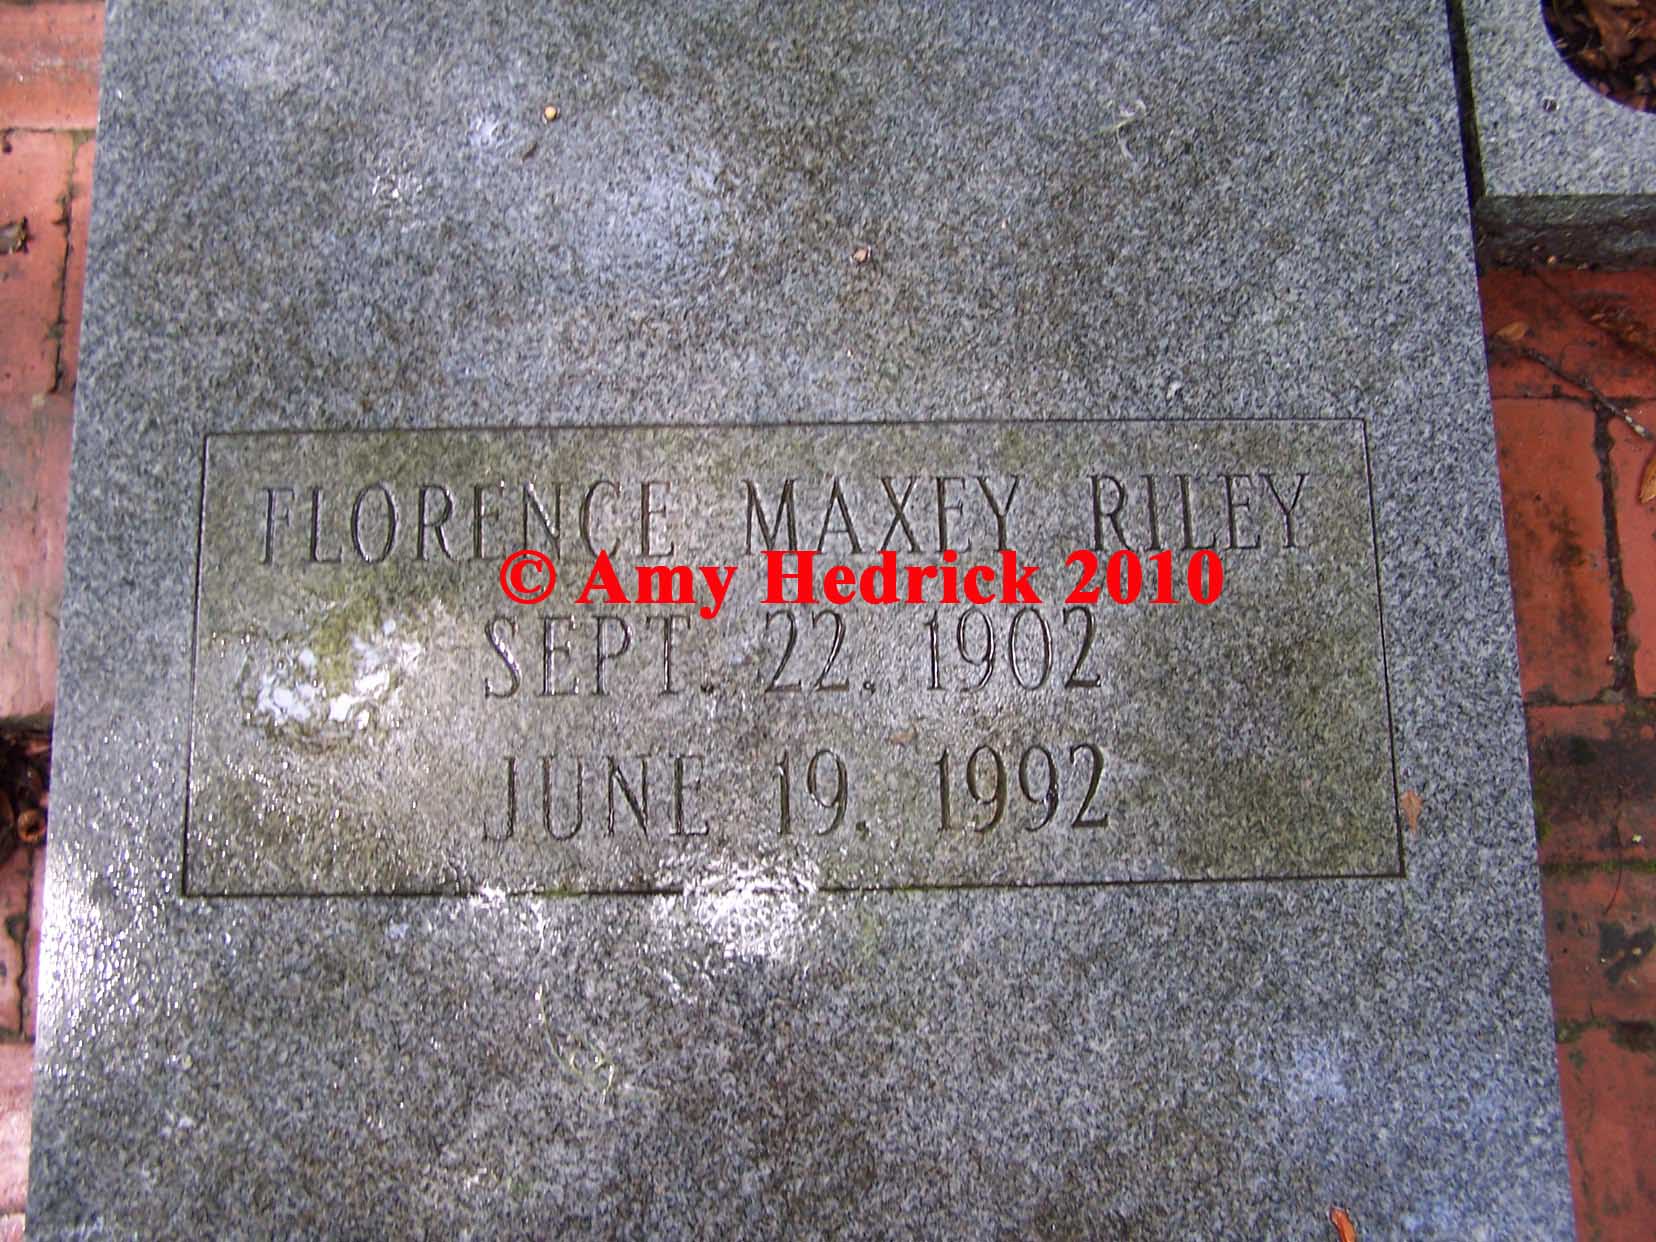 FLORENCE MAXEY RILEY
© Amy Hedrick 2010
SEPT. 22, 1902
JUNE 19, 1992